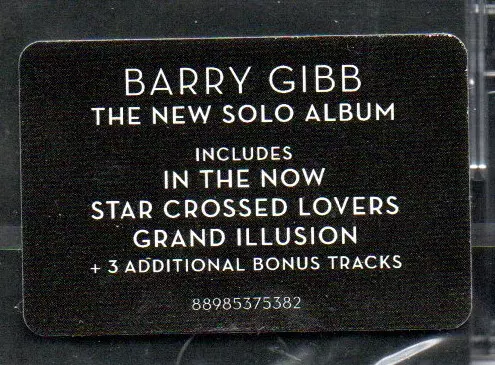 BARRY GIBB
THE NEW SOLO ALBUM
INCLUDES
IN THE NOW
STAR CROSSED LOVERS
GRAND ILLUSION
+ 3 ADDITIONAL BONUS TRACKS
88985375382